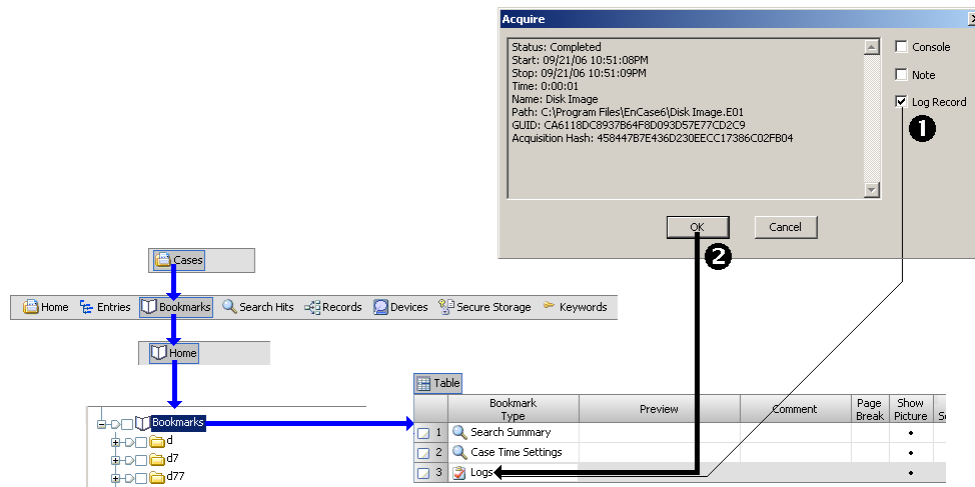 Acquire
Status: Completed
Start: 09/21/06 10:51:08PM
Stop: 09/21/06 10:51:09PM
Time: 0:00:01
Name: Disk Image
Path: C:\Program Files\EnCase6\Disk Image.E01
GUID: CA6118DC8937B64F8D093D57E77CD2C9
Acquisition Hash: 458447B7E436D230EECC17386C02FB04
Console
Note
Log Record
1
OK
Cancel
2
Cases
Home Entries Bookmarks Search Hits Records Devices Secure Storage Keywords
Home
Table
Bookmark Type Preview Comment Page Break Show Picture
1 Search Summary
2 Case Time Settings
3 Logs
Bookmarks
d
d7
d77